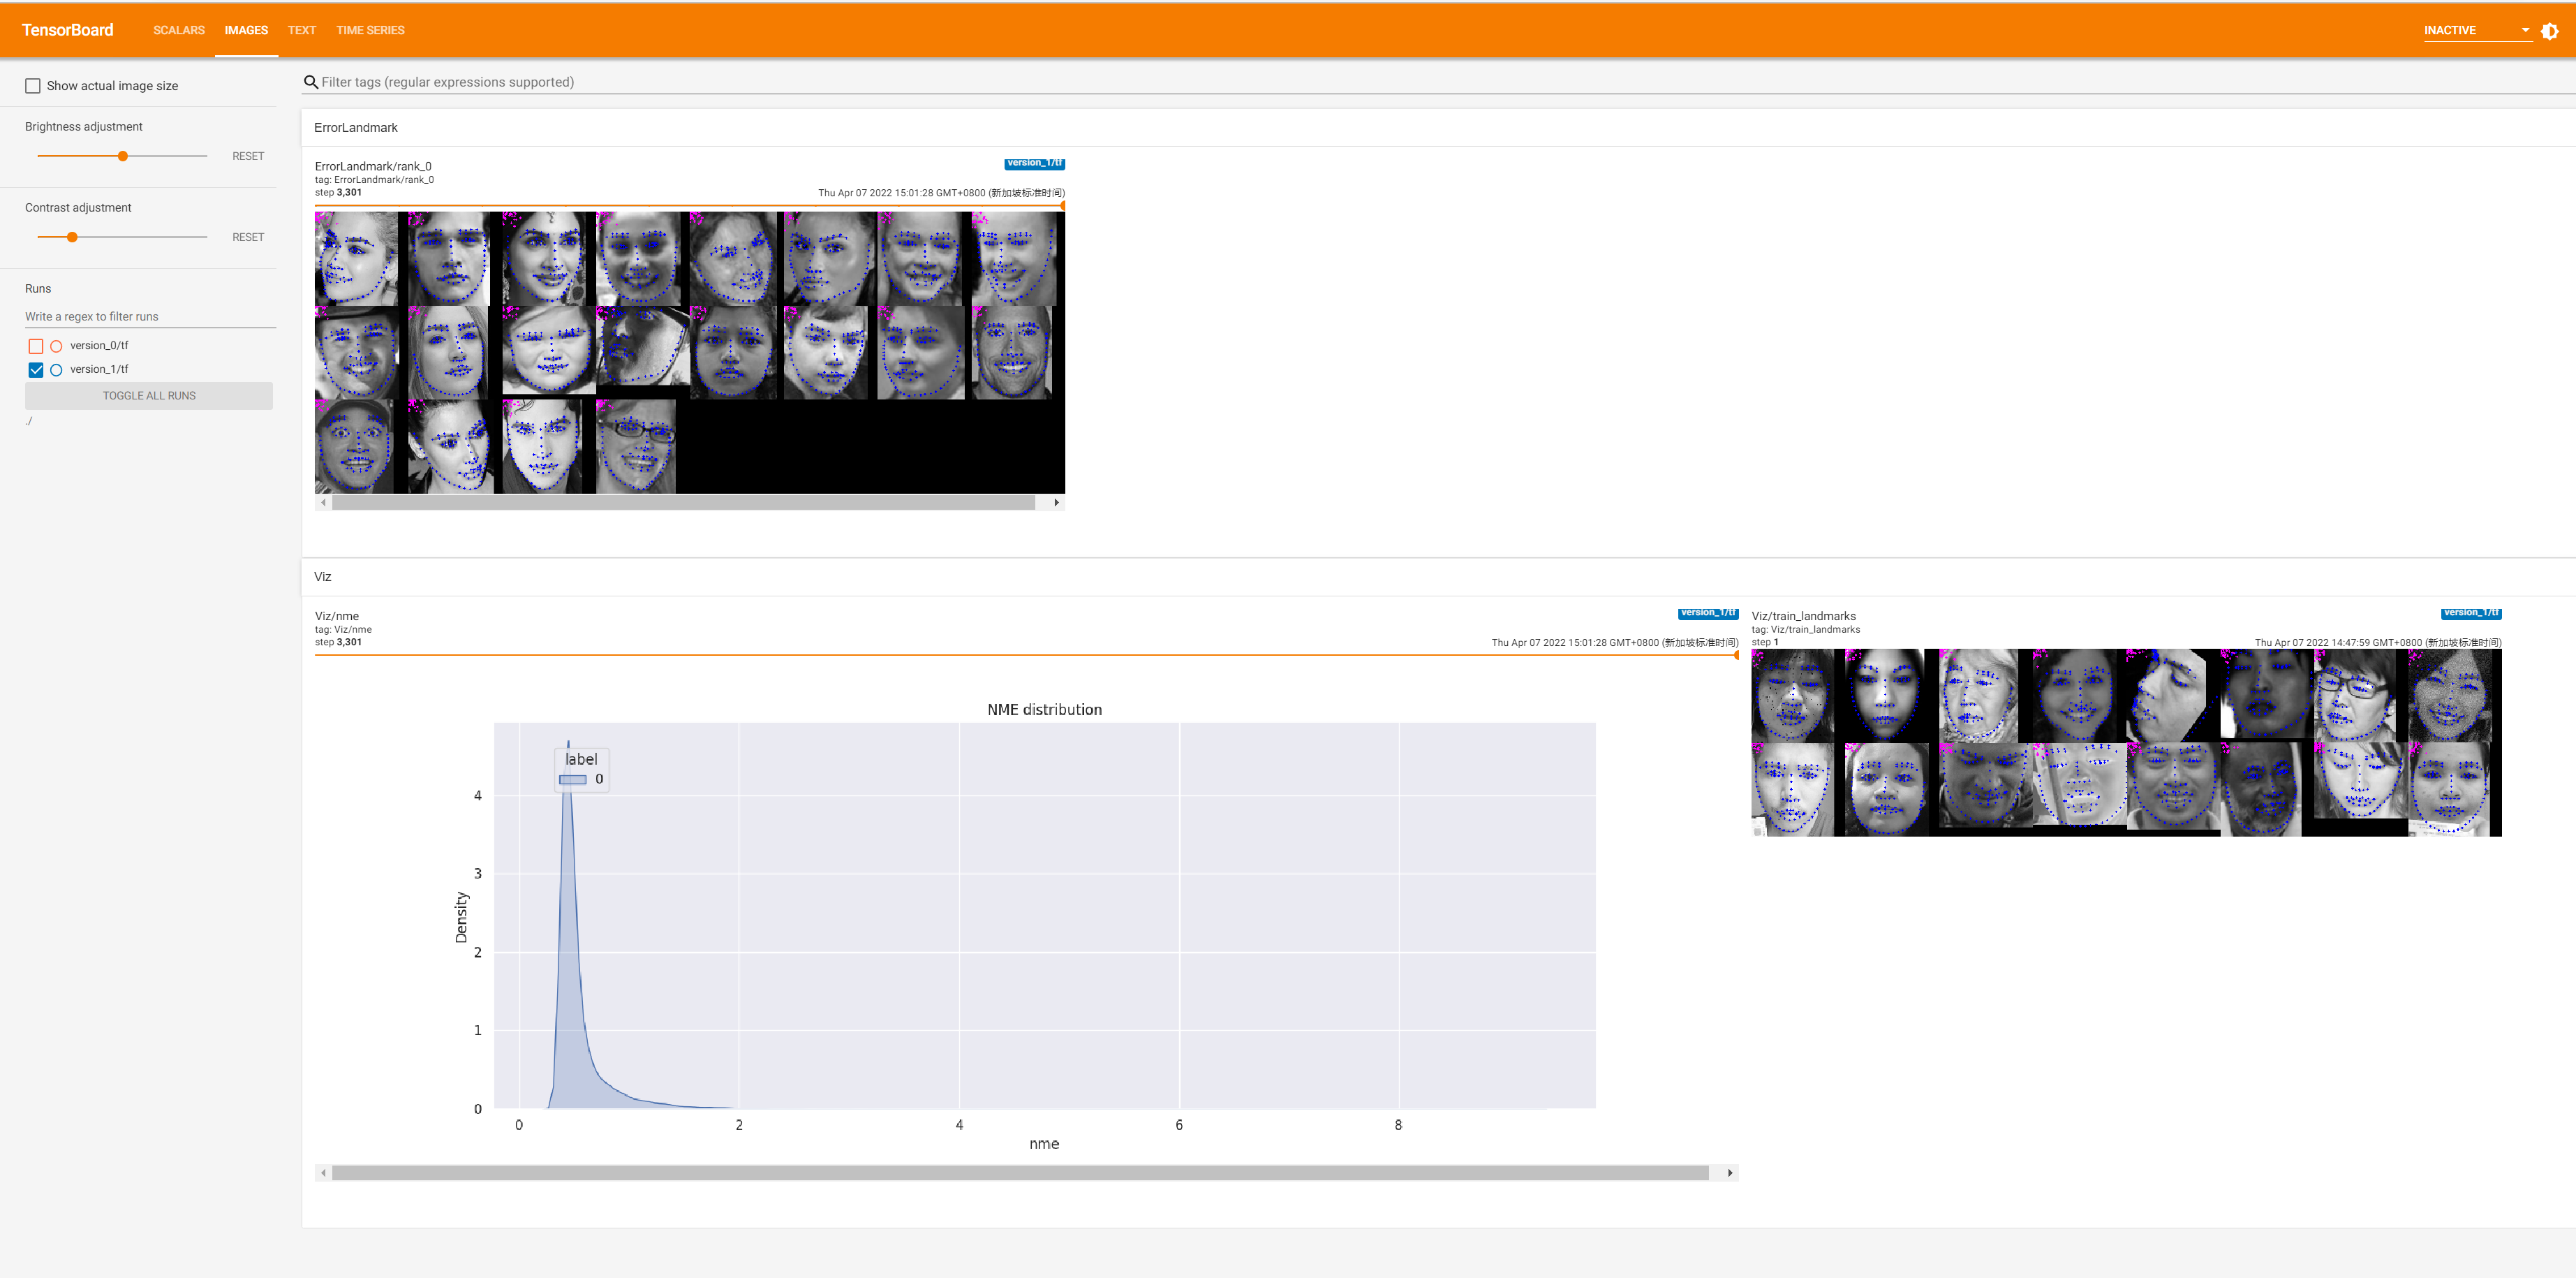 TensorBoard
SCALARS
IMAGES
TEXT
TIME SERIES
INACTIVE
Show actual image size
Brightness adjustment
RESET
Contrast adjustment
RESET
Runs
Write a regex to filter runs
version_0/tf
version_1/tf
TOGGLE ALL RUNS
./
Filter tags (regular expressions supported)
ErrorLandmark
ErrorLandmark/rank_0
version_1/tf
tag: ErrorLandmark/rank_0
step 3,301
Thu Apr 07 2022 15:01:28 GMT+0800 (新加坡标准时间)
Viz
Viz/nme
version_1/tf
tag: Viz/nme
step 3,301
Thu Apr 07 2022 15:01:28 GMT+0800 (新加坡标准时间)
NME distribution
label
0
4
3
2
1
0
Density
0
2
4
6
8
nme
Viz/train_landmarks
version_1/tf
tag: Viz/train_landmarks
step 1
Thu Apr 07 2022 14:47:59 GMT+0800 (新加坡标准时间)